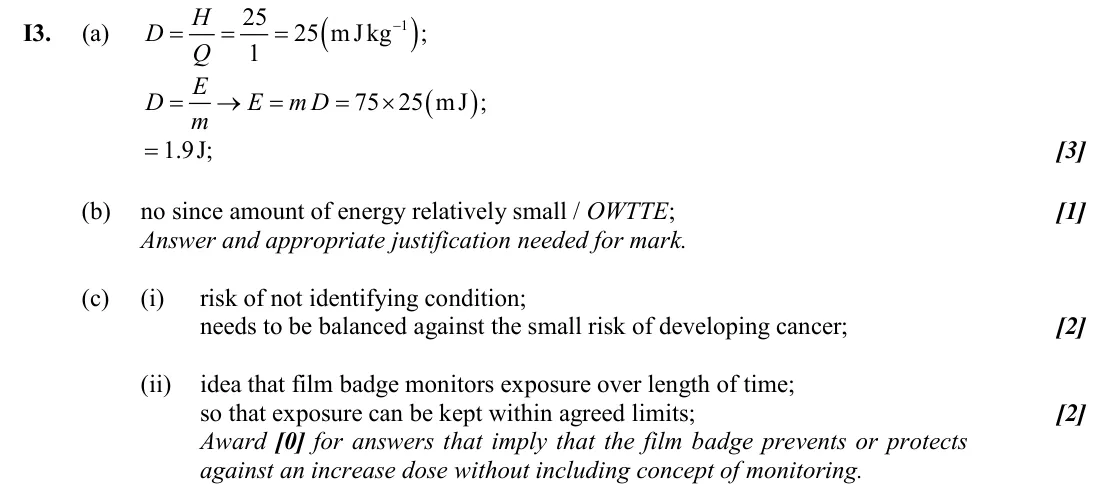 I3. (a) D = H/Q = 25/1 = 25(mJkg⁻¹);
D = E/m → E = mD = 75×25(mJ);
= 1.9J; [3]
(b) no since amount of energy relatively small / OWTTE; [1]
Answer and appropriate justification needed for mark.
(c) (i) risk of not identifying condition;
needs to be balanced against the small risk of developing cancer; [2]
(ii) idea that film badge monitors exposure over length of time;
so that exposure can be kept within agreed limits; [2]
Award [0] for answers that imply that the film badge prevents or protects
against an increase dose without including concept of monitoring.